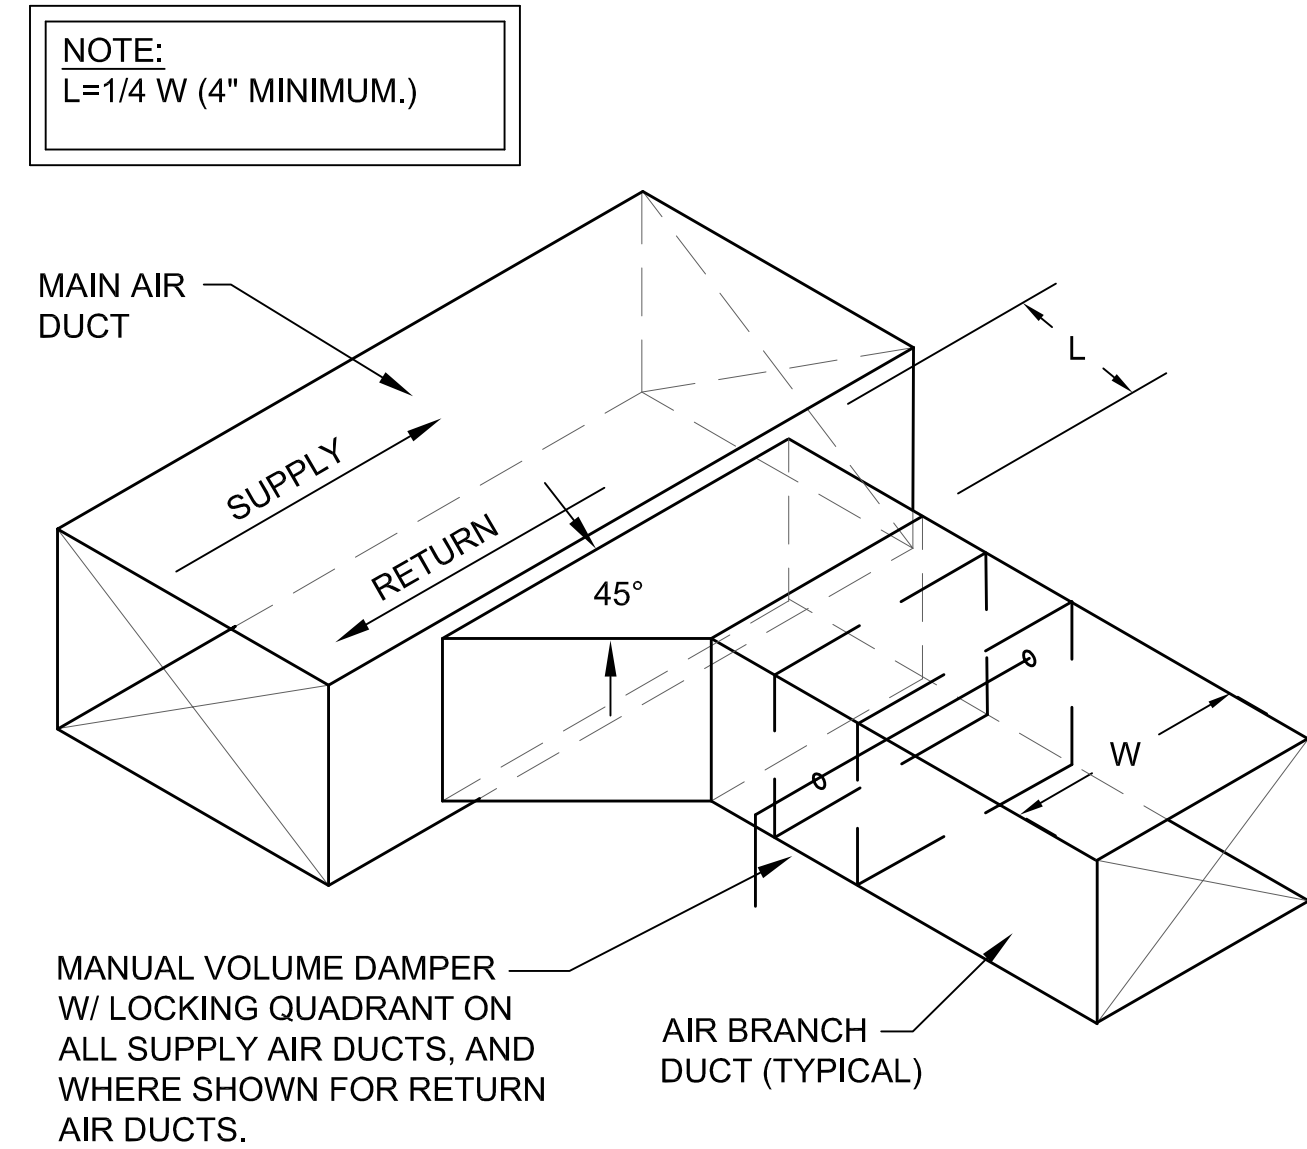 NOTE:
L=1/4 W (4" MINIMUM.)
MAIN AIR
DUCT
L
SUPPLY
RETURN
45°
W
MANUAL VOLUME DAMPER
W/ LOCKING QUADRANT ON
ALL SUPPLY AIR DUCTS, AND
WHERE SHOWN FOR RETURN
AIR DUCTS.
AIR BRANCH
DUCT (TYPICAL)